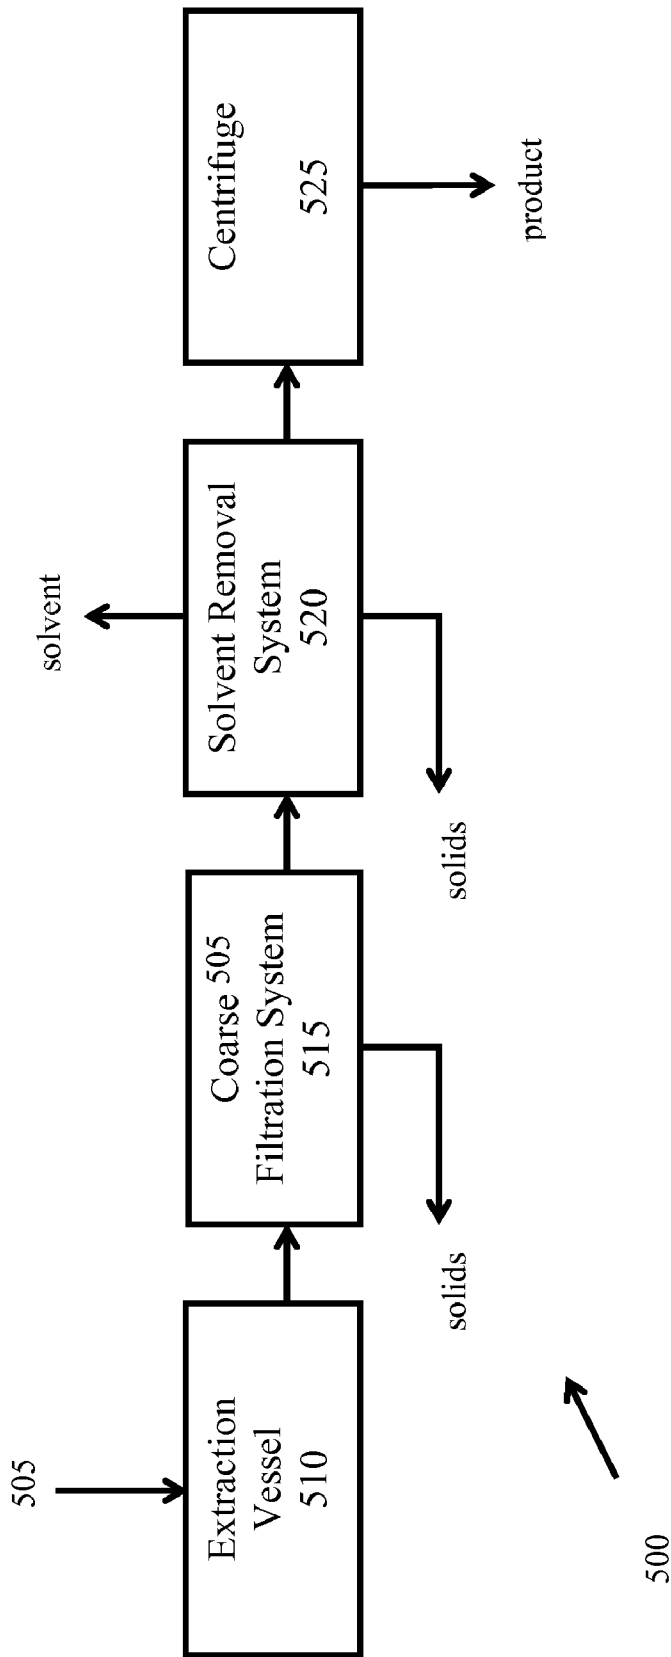 505
Extraction
Vessel
510
Coarse 505
Filtration System
515
solids
solvent
Solvent Removal
System
520
solids
Centrifuge
525
product
500